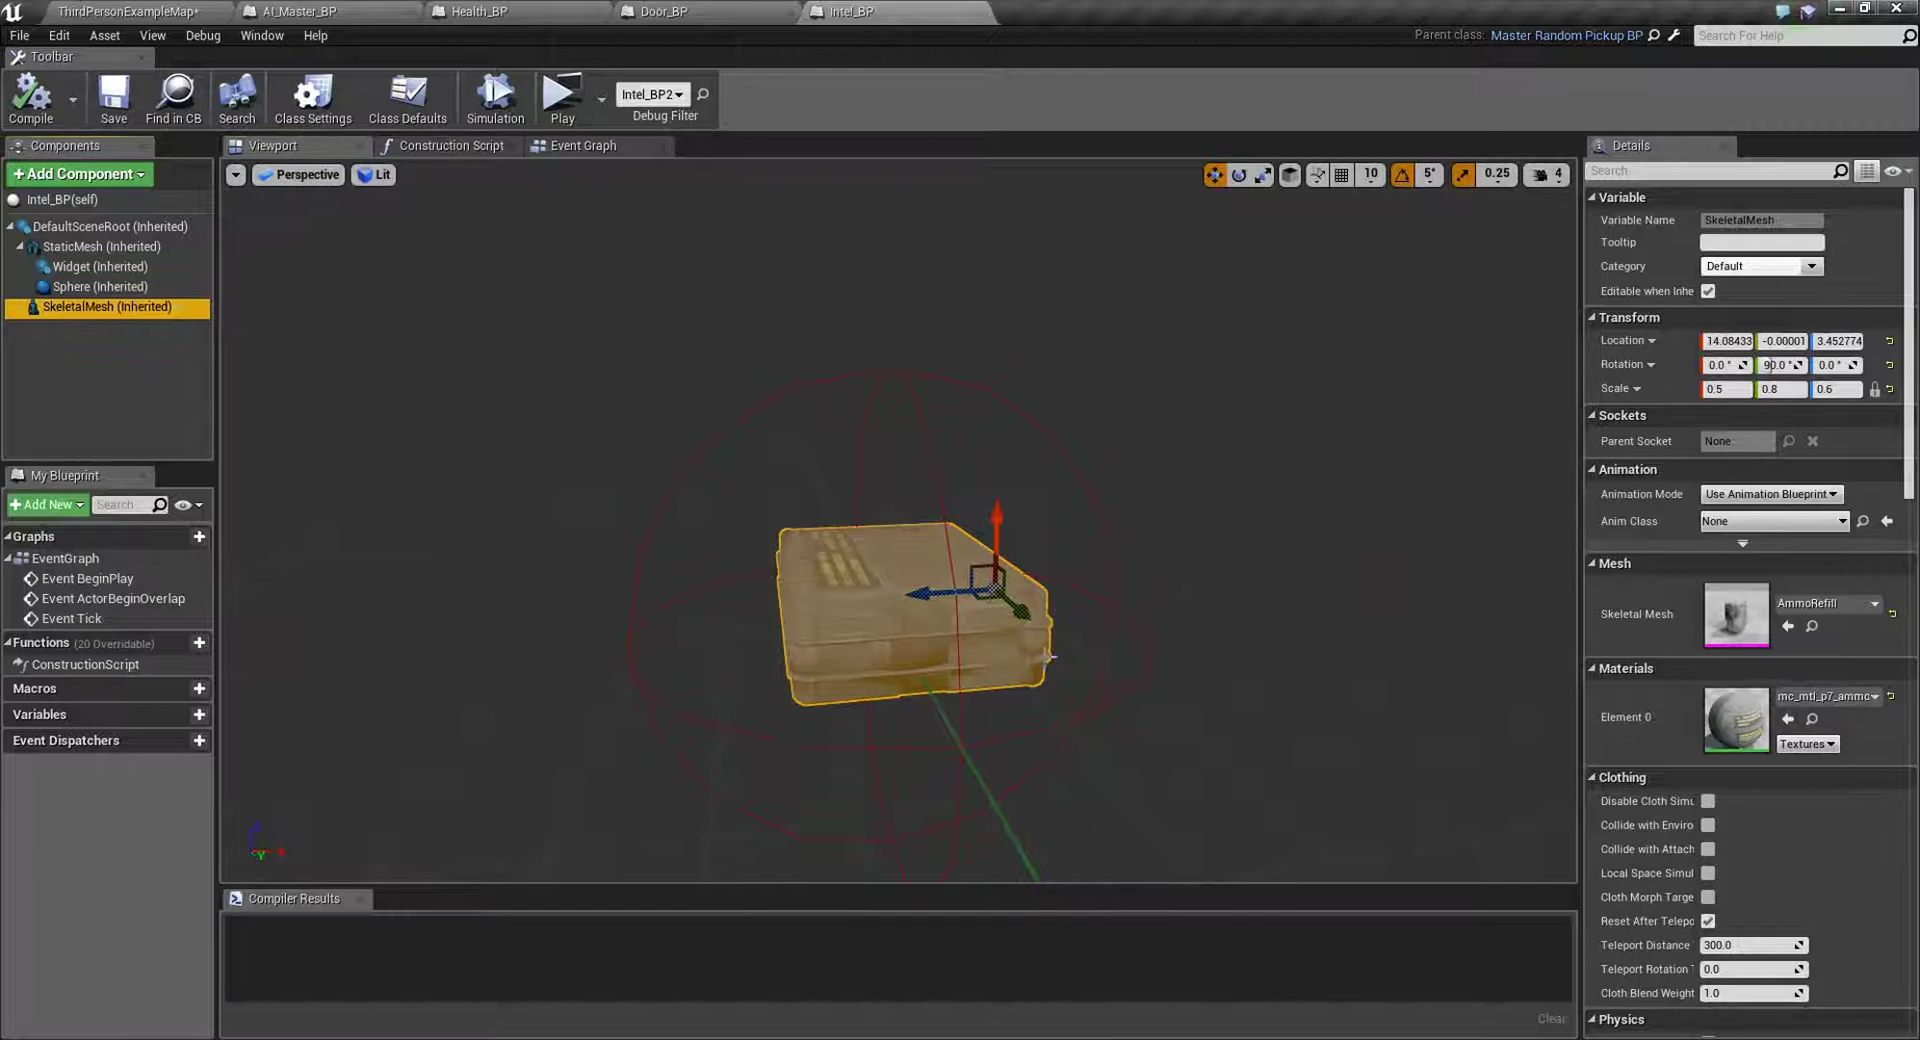 ThirdPersonExampleMap*
AI_Master_BP
Health_BP
Door_BP
Intel_BP
File Edit Asset View Debug Window Help
Parent class: Master Random Pickup BP
Search For Help
Toolbar
Compile
Save
Find in CB
Search
Class Settings
Class Defaults
Simulation
Play
Intel_BP2
Debug Filter
Components
+Add Component
Intel_BP(self)
DefaultSceneRoot (Inherited)
StaticMesh (Inherited)
Widget (Inherited)
Sphere (Inherited)
SkeletalMesh (Inherited)
My Blueprint
+Add New
Search
Graphs
EventGraph
Event BeginPlay
Event ActorBeginOverlap
Event Tick
Functions (20 Overridable)
ConstructionScript
Macros
Variables
Event Dispatchers
Viewport
Construction Script
Event Graph
Perspective
Lit
10
5°
0.25
4
Y
Compiler Results
Clear
Details
Search
Variable
Variable Name SkeletalMesh
Tooltip
Category Default
Editable when Inhe
Transform
Location 14.08433 -0.00001 3.452774
Rotation 0.0 ° 90.0 ° 0.0 °
Scale 0.5 0.8 0.6
Sockets
Parent Socket None
Animation
Animation Mode Use Animation Blueprint
Anim Class None
Mesh
Skeletal Mesh AmmoRefill
Materials
Element 0 mc_mtl_p7_ammo
Textures
Clothing
Disable Cloth Simu
Collide with Enviro
Collide with Attach
Local Space Simul
Cloth Morph Targe
Reset After Telepo
Teleport Distance 300.0
Teleport Rotation T 0.0
Cloth Blend Weight 1.0
Physics